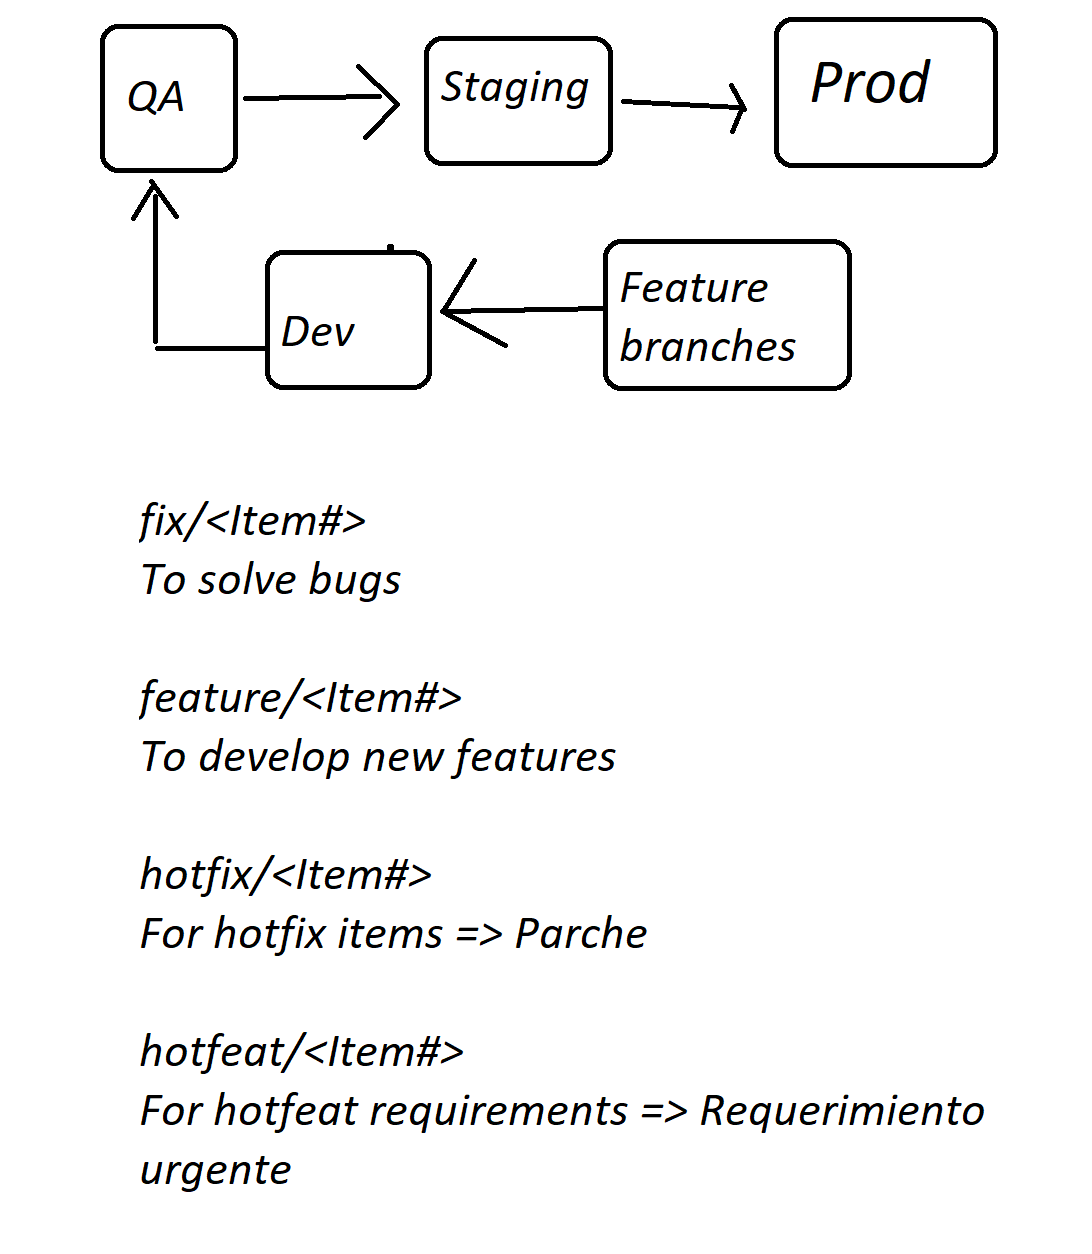 QA
Staging
Prod
Dev
Feature
branches
fix/<Item#>
To solve bugs
feature/<Item#>
To develop new features
hotfix/<Item#>
For hotfix items => Parche
hotfeat/<Item#>
For hotfeat requirements => Requerimiento
urgente